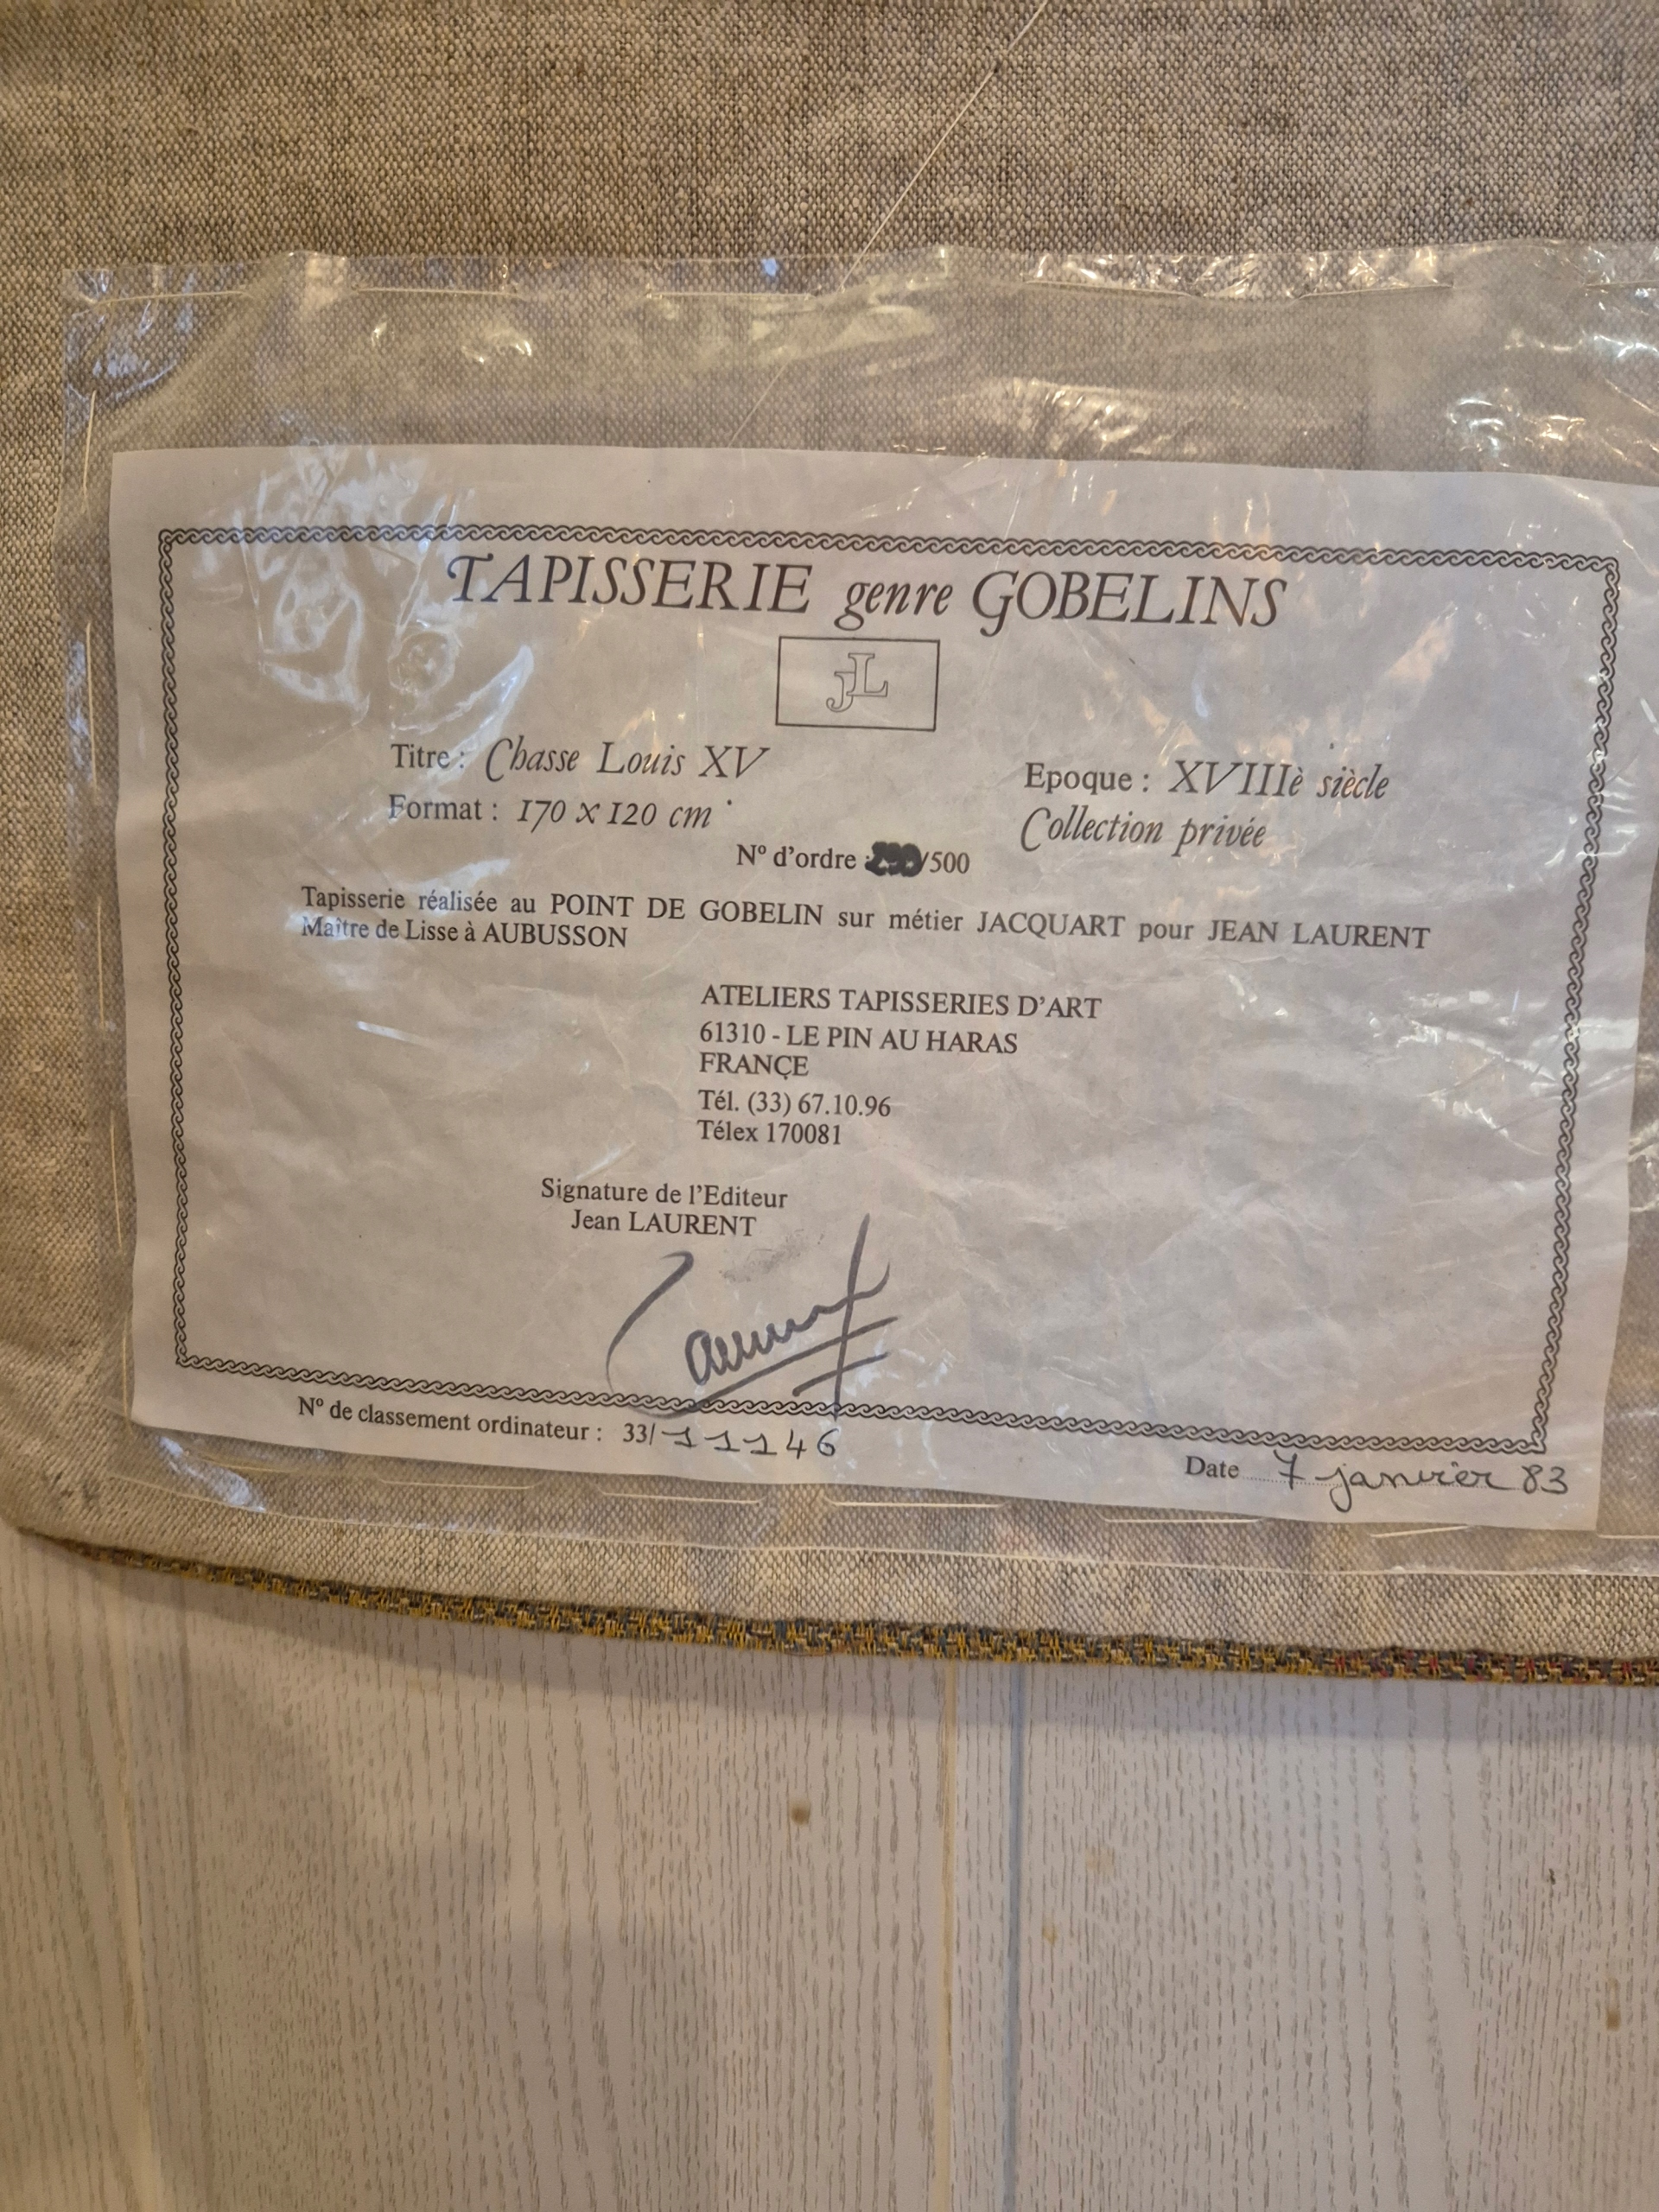 TAPISSERIE genre GOBELINS
JL
Titre : Chasse Louis XV
Epoque : XVIIIè siècle
Format : 170 x 120 cm
Collection privée
Nº d'ordre : /500
Tapisserie réalisée au POINT DE GOBELIN sur métier JACQUART pour JEAN LAURENT
Maître de Lisse à AUBUSSON
ATELIERS TAPISSERIES D'ART
61310 - LE PIN AU HARAS
FRANÇE
Tél. (33) 67.10.96
Télex 170081
Signature de l'Editeur
Jean LAURENT
Laurent
Nº de classement ordinateur : 33/11146
Date 7 janvier 83